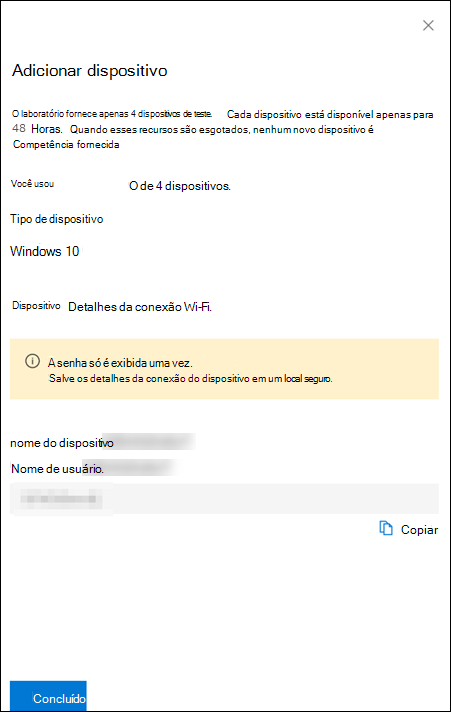 Adicionar dispositivo
O laboratório fornece apenas 4 dispositivos de teste. Cada dispositivo está disponível apenas para
48 Horas. Quando esses recursos são esgotados, nenhum novo dispositivo é
Competência fornecida
Você usou O de 4 dispositivos.
Tipo de dispositivo
Windows 10
Dispositivo Detalhes da conexão Wi-Fi.
A senha só é exibida uma vez.
Salve os detalhes da conexão do dispositivo em um local seguro.
nome do dispositivo
Nome de usuário.
Copiar
Concluído